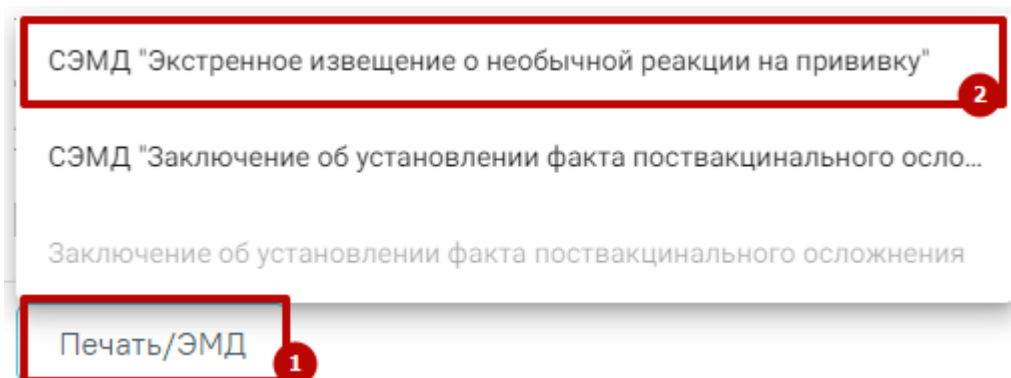 СЭМД "Экстренное извещение о необычной реакции на прививку"
2
СЭМД "Заключение об установлении факта поствакцинального осло...
Заключение об установлении факта поствакцинального осложнения
Печать/ЭМД
1